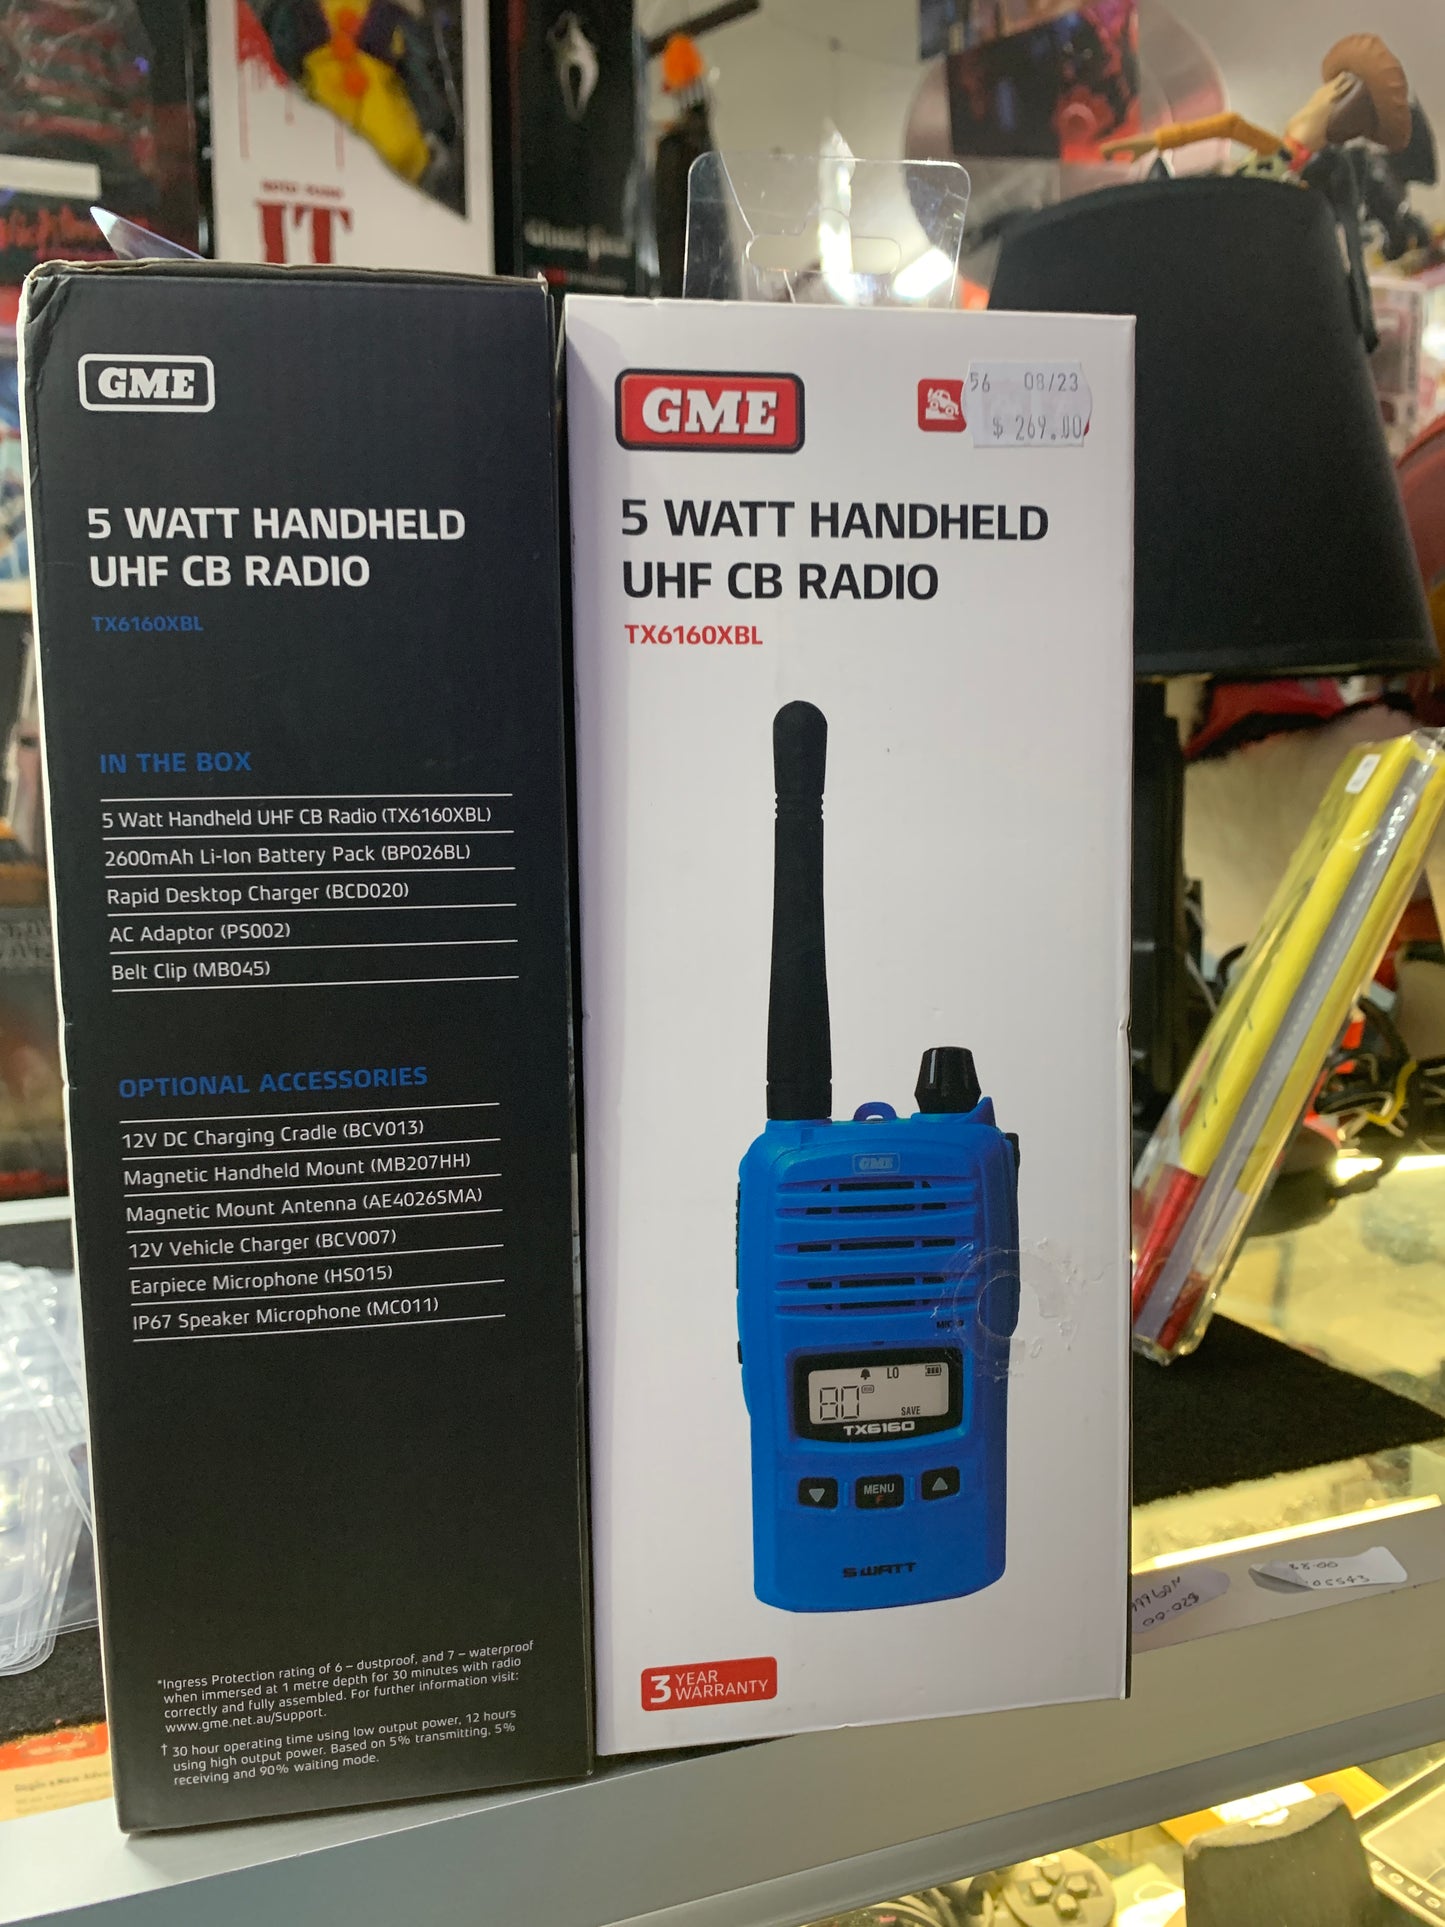 IT
GME
5 WATT HANDHELD
UHF CB RADIO
TX6160XBL
IN THE BOX
5 Watt Handheld UHF CB Radio (TX6160XBL)
2600mAh Li-Ion Battery Pack (BP026BL)
Rapid Desktop Charger (BCD020)
AC Adaptor (PS002)
Belt Clip (MB045)
OPTIONAL ACCESSORIES
12V DC Charging Cradle (BCV013)
Magnetic Handheld Mount (MB207HH)
Magnetic Mount Antenna (AE4026SMA)
12V Vehicle Charger (BCV007)
Earpiece Microphone (HS015)
IP67 Speaker Microphone (MC011)
*Ingress Protection rating of 6 – dustproof, and 7 – waterproof
when immersed at 1 metre depth for 30 minutes with radio
correctly and fully assembled. For further information visit:
www.gme.net.au/Support.
† 30 hour operating time using low output power, 12 hours
using high output power. Based on 5% transmitting, 5%
receiving and 90% waiting mode.
GME
56 08/23
$ 269.00
5 WATT HANDHELD
UHF CB RADIO
TX6160XBL
GME
LO
80
SAVE
TX6160
MENU
F
5 WATT
3 YEAR
WARRANTY